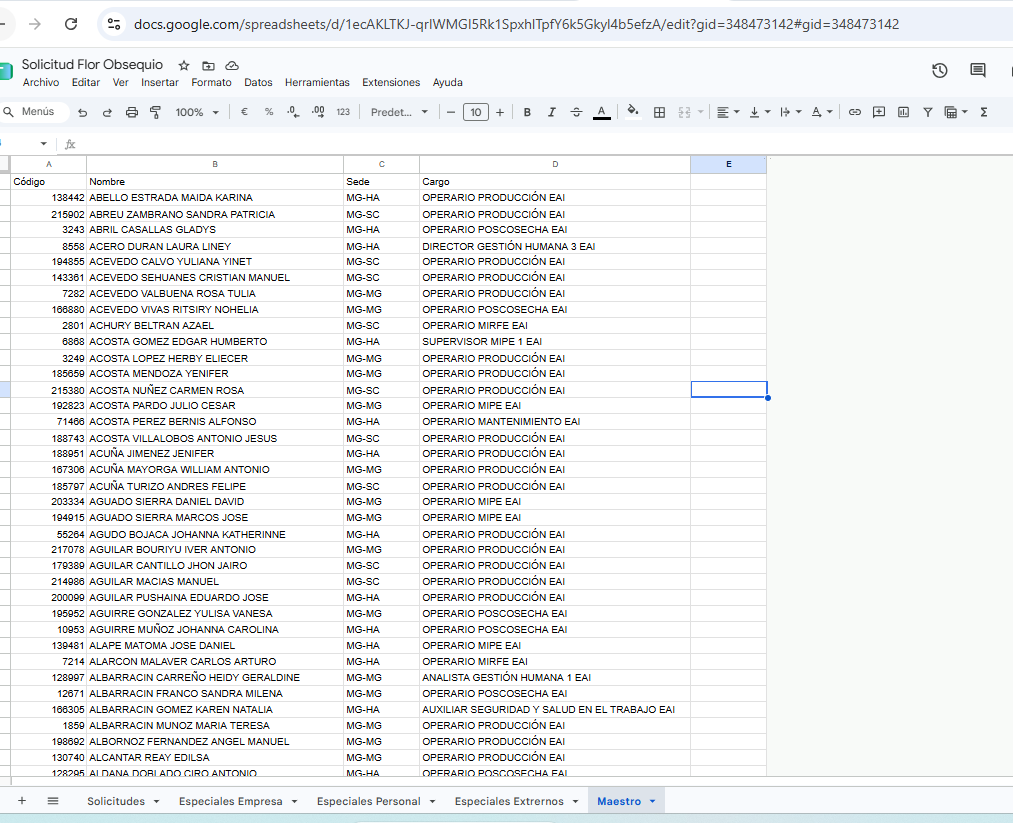 docs.google.com/spreadsheets/d/1ecAKLTKJ-qrIWMGl5Rk1SpxhlTpfY6k5Gkyl4b5efzA/edit?gid=348473142#gid=348473142
Solicitud Flor Obsequio
Archivo Editar Ver Insertar Formato Datos Herramientas Extensiones Ayuda
Menús 100% € % .0 .00 123 Predet... − 10 + B I A Σ
fx
A B C D E
Código Nombre Sede Cargo
138442 ABELLO ESTRADA MAIDA KARINA MG-HA OPERARIO PRODUCCIÓN EAI
215902 ABREU ZAMBRANO SANDRA PATRICIA MG-SC OPERARIO PRODUCCIÓN EAI
3243 ABRIL CASALLAS GLADYS MG-HA OPERARIO POSCOSECHA EAI
8558 ACERO DURAN LAURA LINEY MG-HA DIRECTOR GESTIÓN HUMANA 3 EAI
194855 ACEVEDO CALVO YULIANA YINET MG-SC OPERARIO PRODUCCIÓN EAI
143361 ACEVEDO SEHUANES CRISTIAN MANUEL MG-SC OPERARIO PRODUCCIÓN EAI
7282 ACEVEDO VALBUENA ROSA TULIA MG-MG OPERARIO PRODUCCIÓN EAI
166880 ACEVEDO VIVAS RITSIRY NOHELIA MG-MG OPERARIO POSCOSECHA EAI
2801 ACHURY BELTRAN AZAEL MG-SC OPERARIO MIRFE EAI
6868 ACOSTA GOMEZ EDGAR HUMBERTO MG-HA SUPERVISOR MIPE 1 EAI
3249 ACOSTA LOPEZ HERBY ELIECER MG-MG OPERARIO PRODUCCIÓN EAI
185659 ACOSTA MENDOZA YENIFER MG-MG OPERARIO PRODUCCIÓN EAI
215380 ACOSTA NUÑEZ CARMEN ROSA MG-SC OPERARIO PRODUCCIÓN EAI
192823 ACOSTA PARDO JULIO CESAR MG-MG OPERARIO MIPE EAI
71466 ACOSTA PEREZ BERNIS ALFONSO MG-HA OPERARIO MANTENIMIENTO EAI
188743 ACOSTA VILLALOBOS ANTONIO JESUS MG-SC OPERARIO PRODUCCIÓN EAI
188951 ACUÑA JIMENEZ JENIFER MG-HA OPERARIO PRODUCCIÓN EAI
167306 ACUÑA MAYORGA WILLIAM ANTONIO MG-MG OPERARIO PRODUCCIÓN EAI
185797 ACUÑA TURIZO ANDRES FELIPE MG-SC OPERARIO PRODUCCIÓN EAI
203334 AGUADO SIERRA DANIEL DAVID MG-MG OPERARIO MIPE EAI
194915 AGUADO SIERRA MARCOS JOSE MG-MG OPERARIO MIPE EAI
55264 AGUDO BOJACA JOHANNA KATHERINNE MG-HA OPERARIO PRODUCCIÓN EAI
217078 AGUILAR BOURIYU IVER ANTONIO MG-MG OPERARIO PRODUCCIÓN EAI
179389 AGUILAR CANTILLO JHON JAIRO MG-SC OPERARIO PRODUCCIÓN EAI
214986 AGUILAR MACIAS MANUEL MG-SC OPERARIO PRODUCCIÓN EAI
200099 AGUILAR PUSHAINA EDUARDO JOSE MG-HA OPERARIO PRODUCCIÓN EAI
195952 AGUIRRE GONZALEZ YULISA VANESA MG-MG OPERARIO POSCOSECHA EAI
10953 AGUIRRE MUÑOZ JOHANNA CAROLINA MG-HA OPERARIO POSCOSECHA EAI
139481 ALAPE MATOMA JOSE DANIEL MG-HA OPERARIO MIPE EAI
7214 ALARCON MALAVER CARLOS ARTURO MG-HA OPERARIO MIRFE EAI
128997 ALBARRACIN CARREÑO HEIDY GERALDINE MG-MG ANALISTA GESTIÓN HUMANA 1 EAI
12671 ALBARRACIN FRANCO SANDRA MILENA MG-MG OPERARIO POSCOSECHA EAI
166305 ALBARRACIN GOMEZ KAREN NATALIA MG-HA AUXILIAR SEGURIDAD Y SALUD EN EL TRABAJO EAI
1859 ALBARRACIN MUNOZ MARIA TERESA MG-MG OPERARIO PRODUCCIÓN EAI
198692 ALBORNOZ FERNANDEZ ANGEL MANUEL MG-MG OPERARIO PRODUCCIÓN EAI
130740 ALCANTAR REAY EDILSA MG-MG OPERARIO PRODUCCIÓN EAI
128295 ALDANA DOBLADO CIRO ANTONIO MG-HA OPERARIO POSCOSECHA EAI
+ Solicitudes Especiales Empresa Especiales Personal Especiales Extrernos Maestro